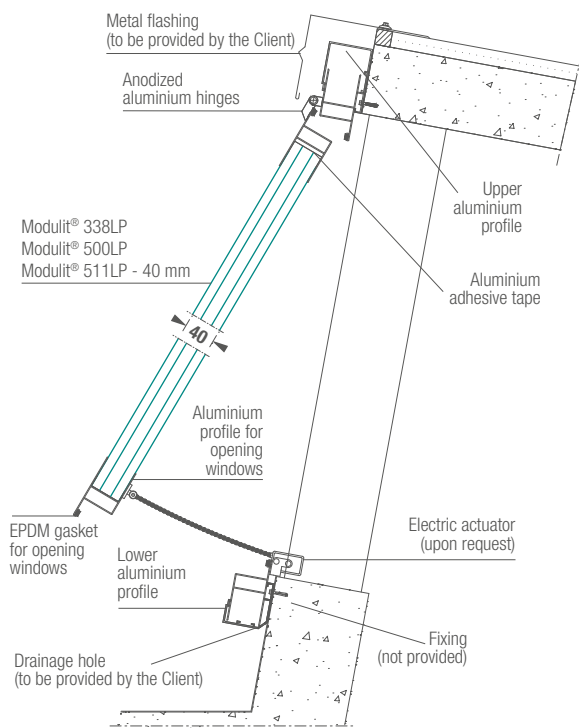 Metal flashing
(to be provided by the Client)
Anodized
aluminium hinges
Upper
aluminium
profile
Modulit® 338LP
Modulit® 500LP
Modulit® 511LP - 40 mm
Aluminium
adhesive tape
40
Aluminium
profile for
opening
windows
EPDM gasket
for opening
windows
Electric actuator
(upon request)
Lower
aluminium
profile
Fixing
(not provided)
Drainage hole
(to be provided by the Client)